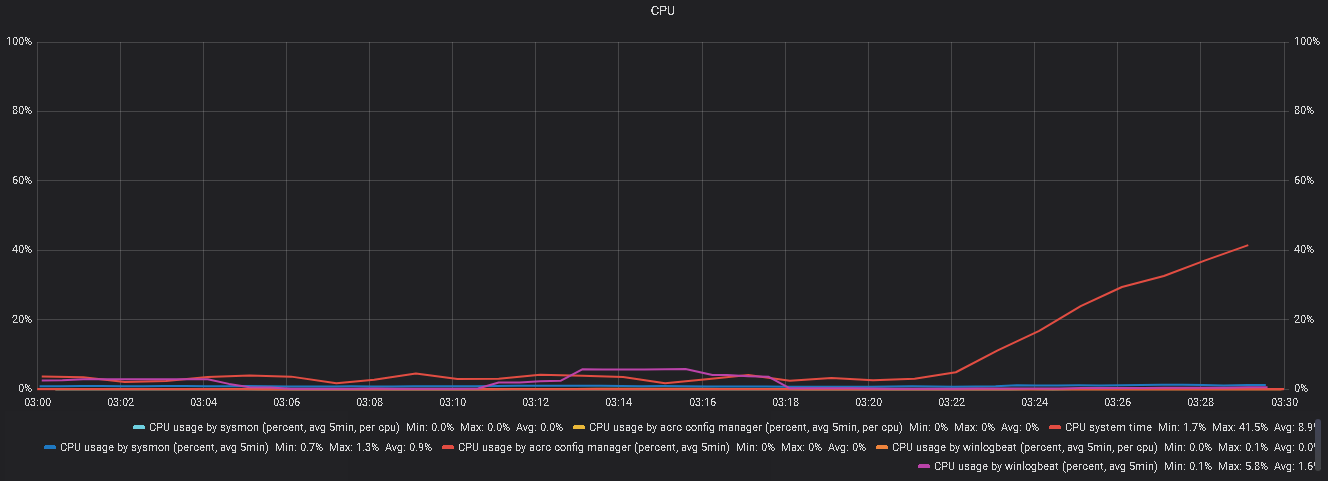 CPU
100% 100%
80% 80%
60% 60%
40% 40%
20% 20%
0% 0%
03:00 03:02 03:04 03:06 03:08 03:10 03:12 03:14 03:16 03:18 03:20 03:22 03:24 03:26 03:28 03:30
CPU usage by sysmon (percent, avg 5min, per cpu) Min: 0.0% Max: 0.0% Avg: 0.0% CPU usage by acrc config manager (percent, avg 5min, per cpu) Min: 0% Max: 0% Avg: 0% CPU system time Min: 1.7% Max: 41.5% Avg: 8.9%
CPU usage by sysmon (percent, avg 5min) Min: 0.7% Max: 1.3% Avg: 0.9% CPU usage by acrc config manager (percent, avg 5min) Min: 0% Max: 0% Avg: 0% CPU usage by winlogbeat (percent, avg 5min, per cpu) Min: 0.0% Max: 0.1% Avg: 0.0%
CPU usage by winlogbeat (percent, avg 5min) Min: 0.1% Max: 5.8% Avg: 1.6%